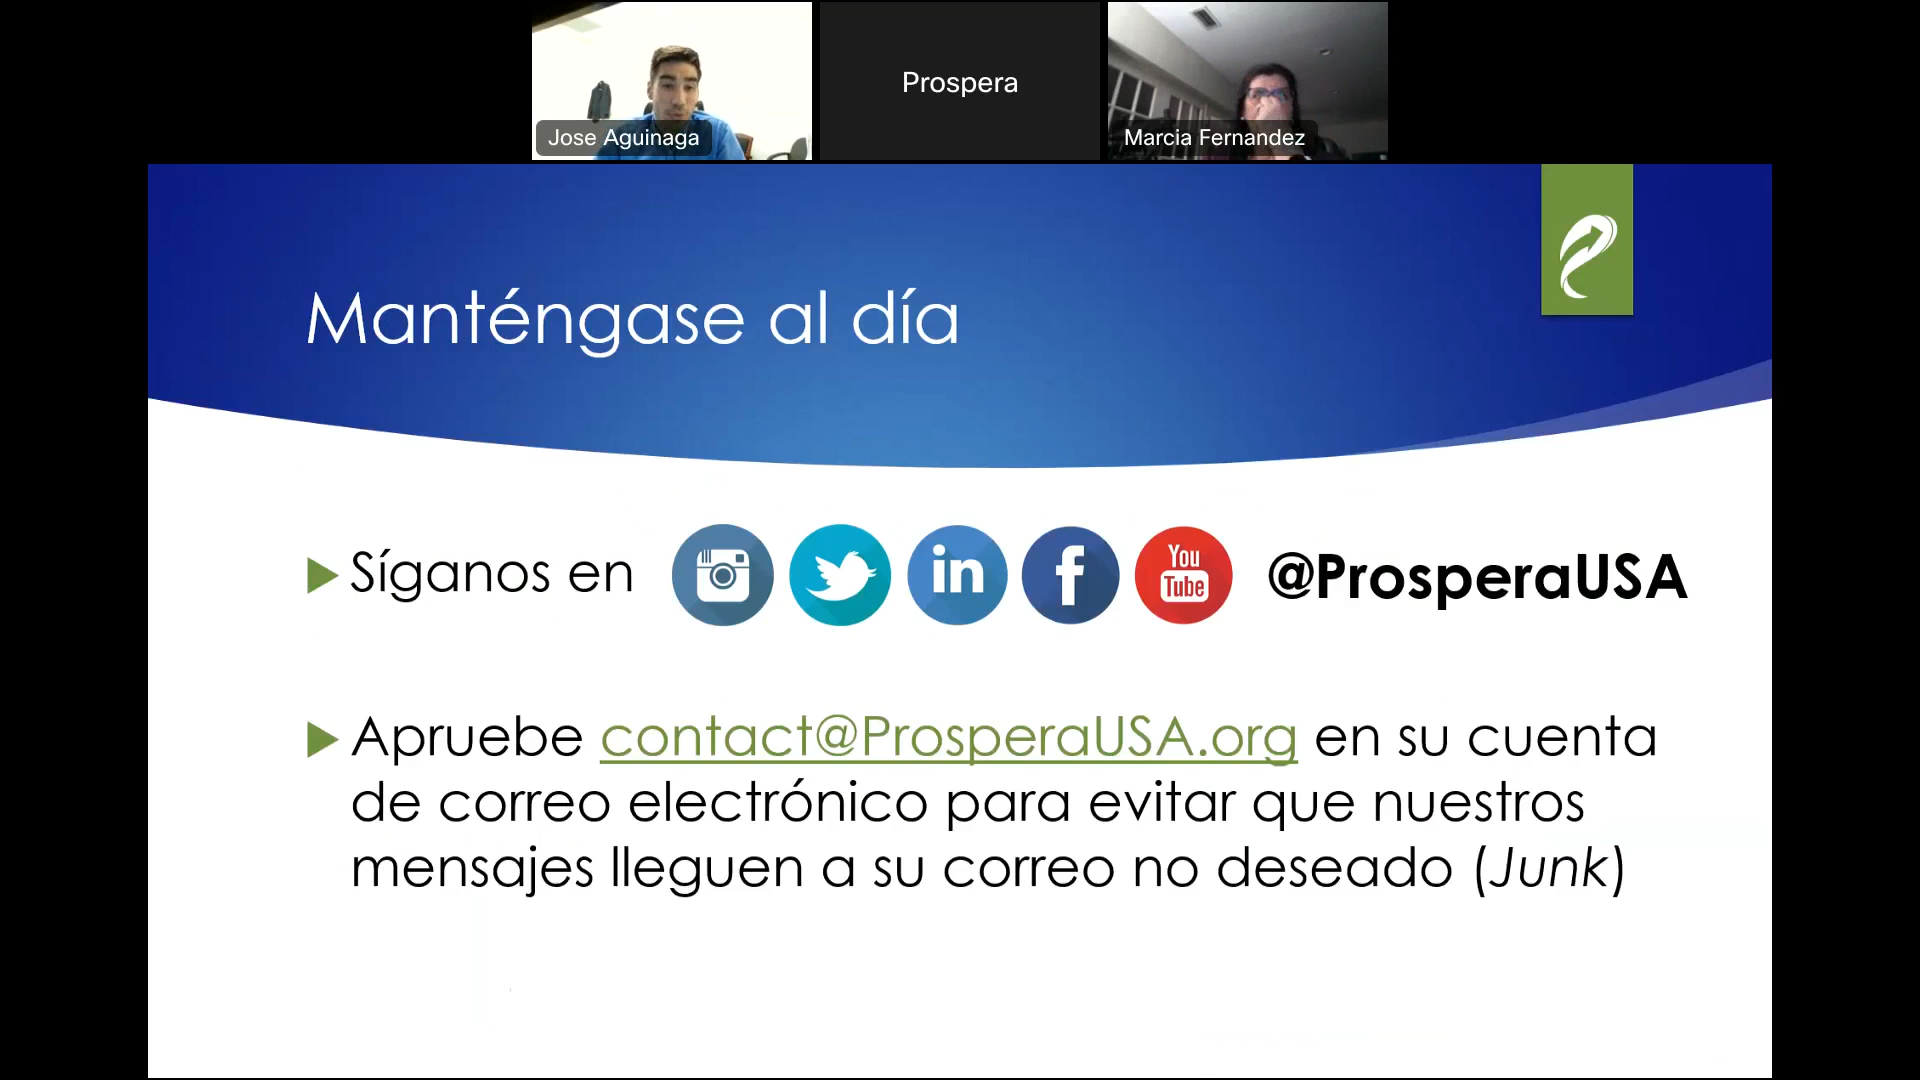 Jose Aguinaga
Prospera
Marcia Fernandez
Manténgase al día
Síganos en in f You Tube @ProsperaUSA
Apruebe contact@ProsperaUSA.org en su cuenta
de correo electrónico para evitar que nuestros
mensajes lleguen a su correo no deseado (Junk)